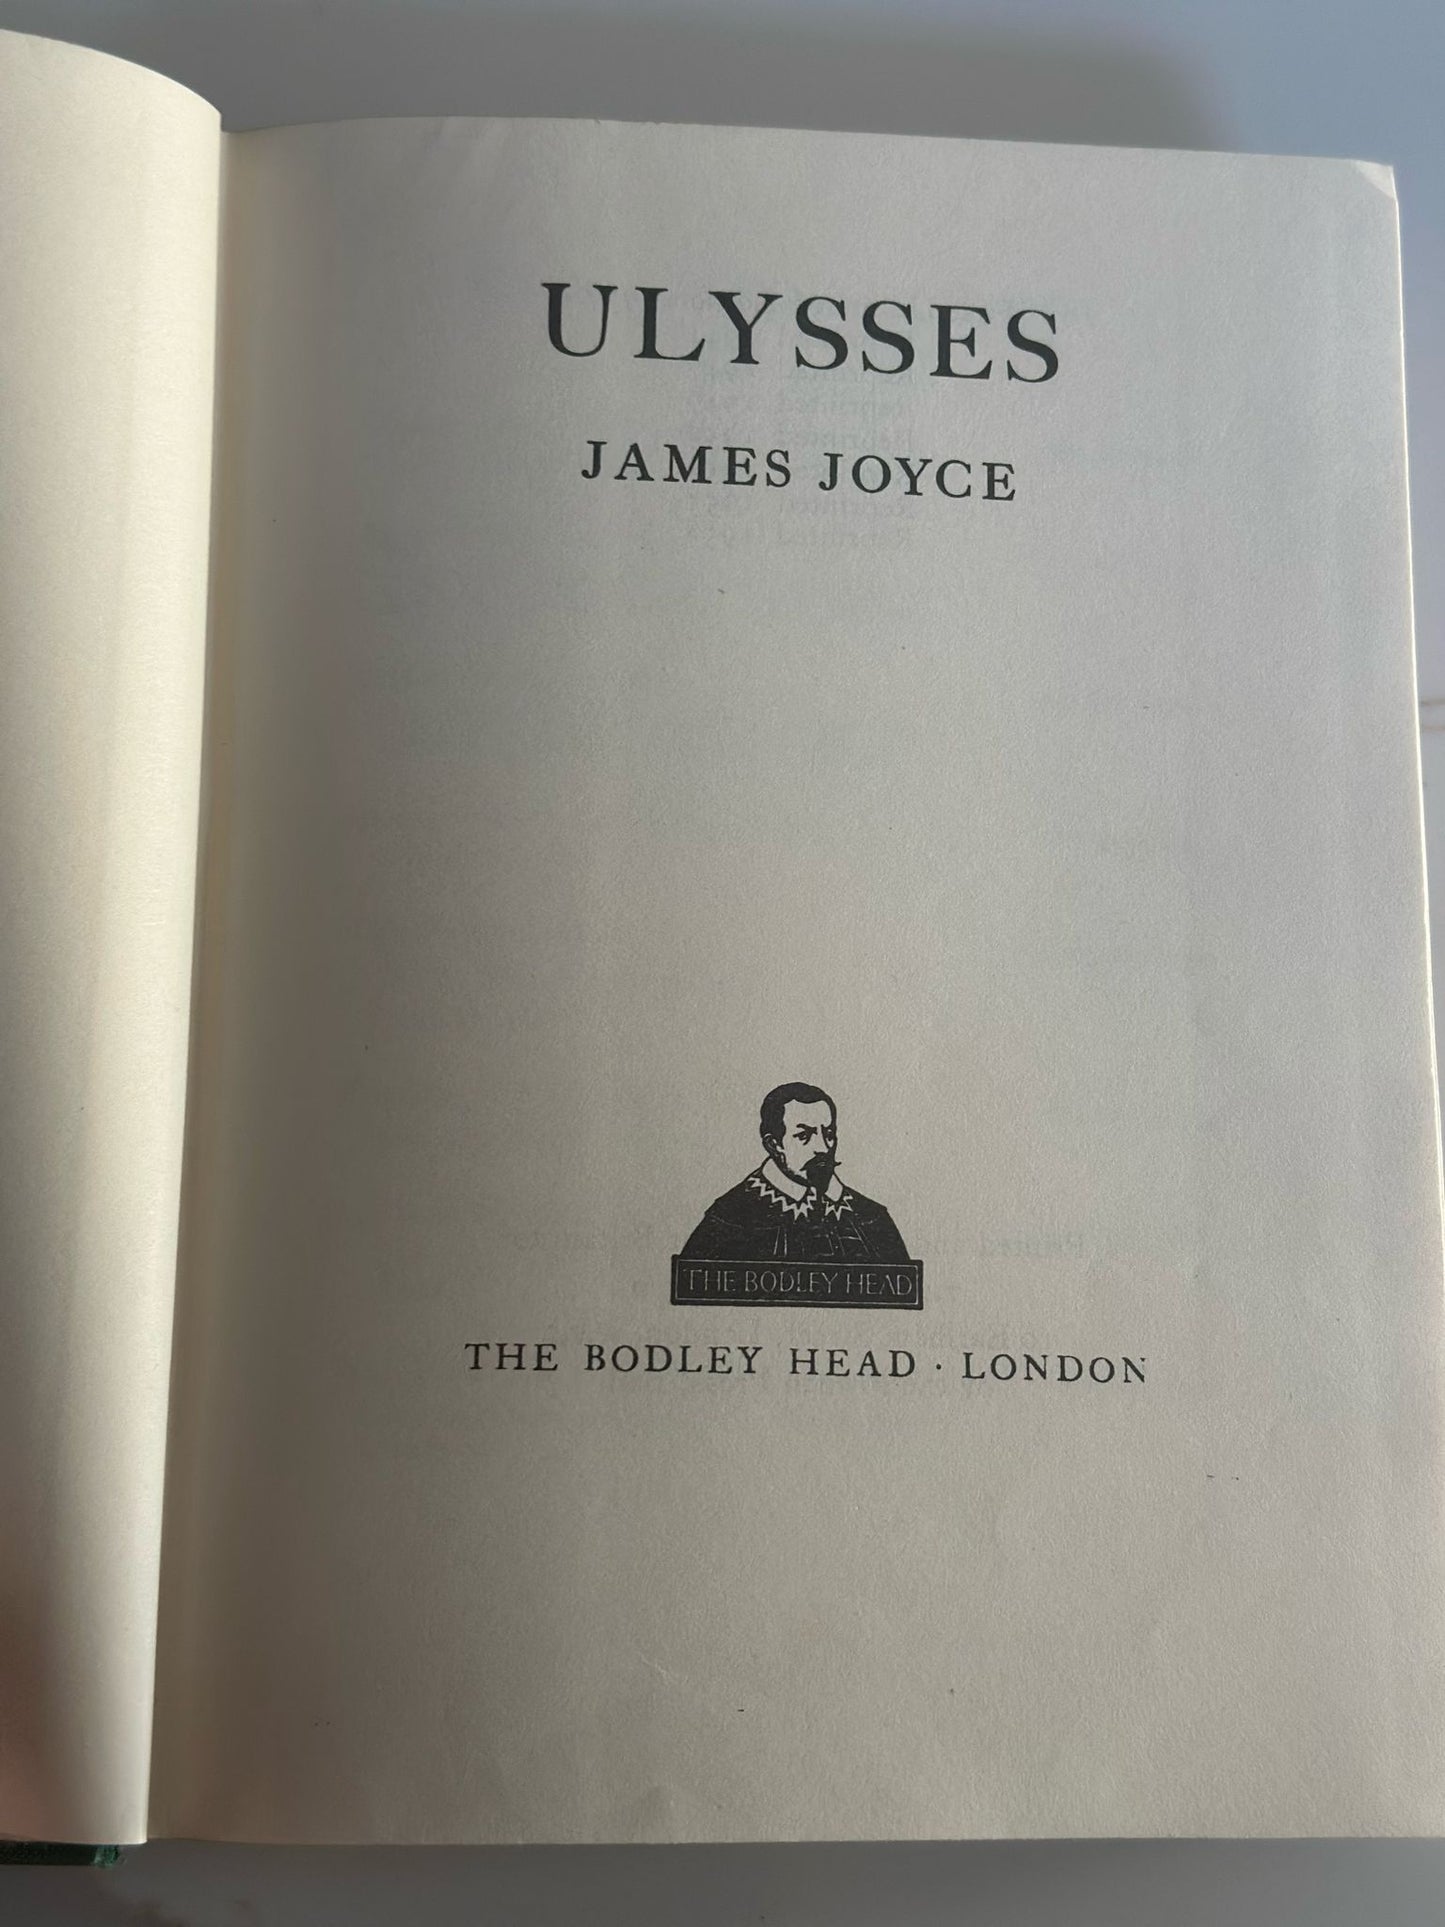 ULYSSES
JAMES JOYCE
THE BODLEY HEAD
THE BODLEY HEAD · LONDON